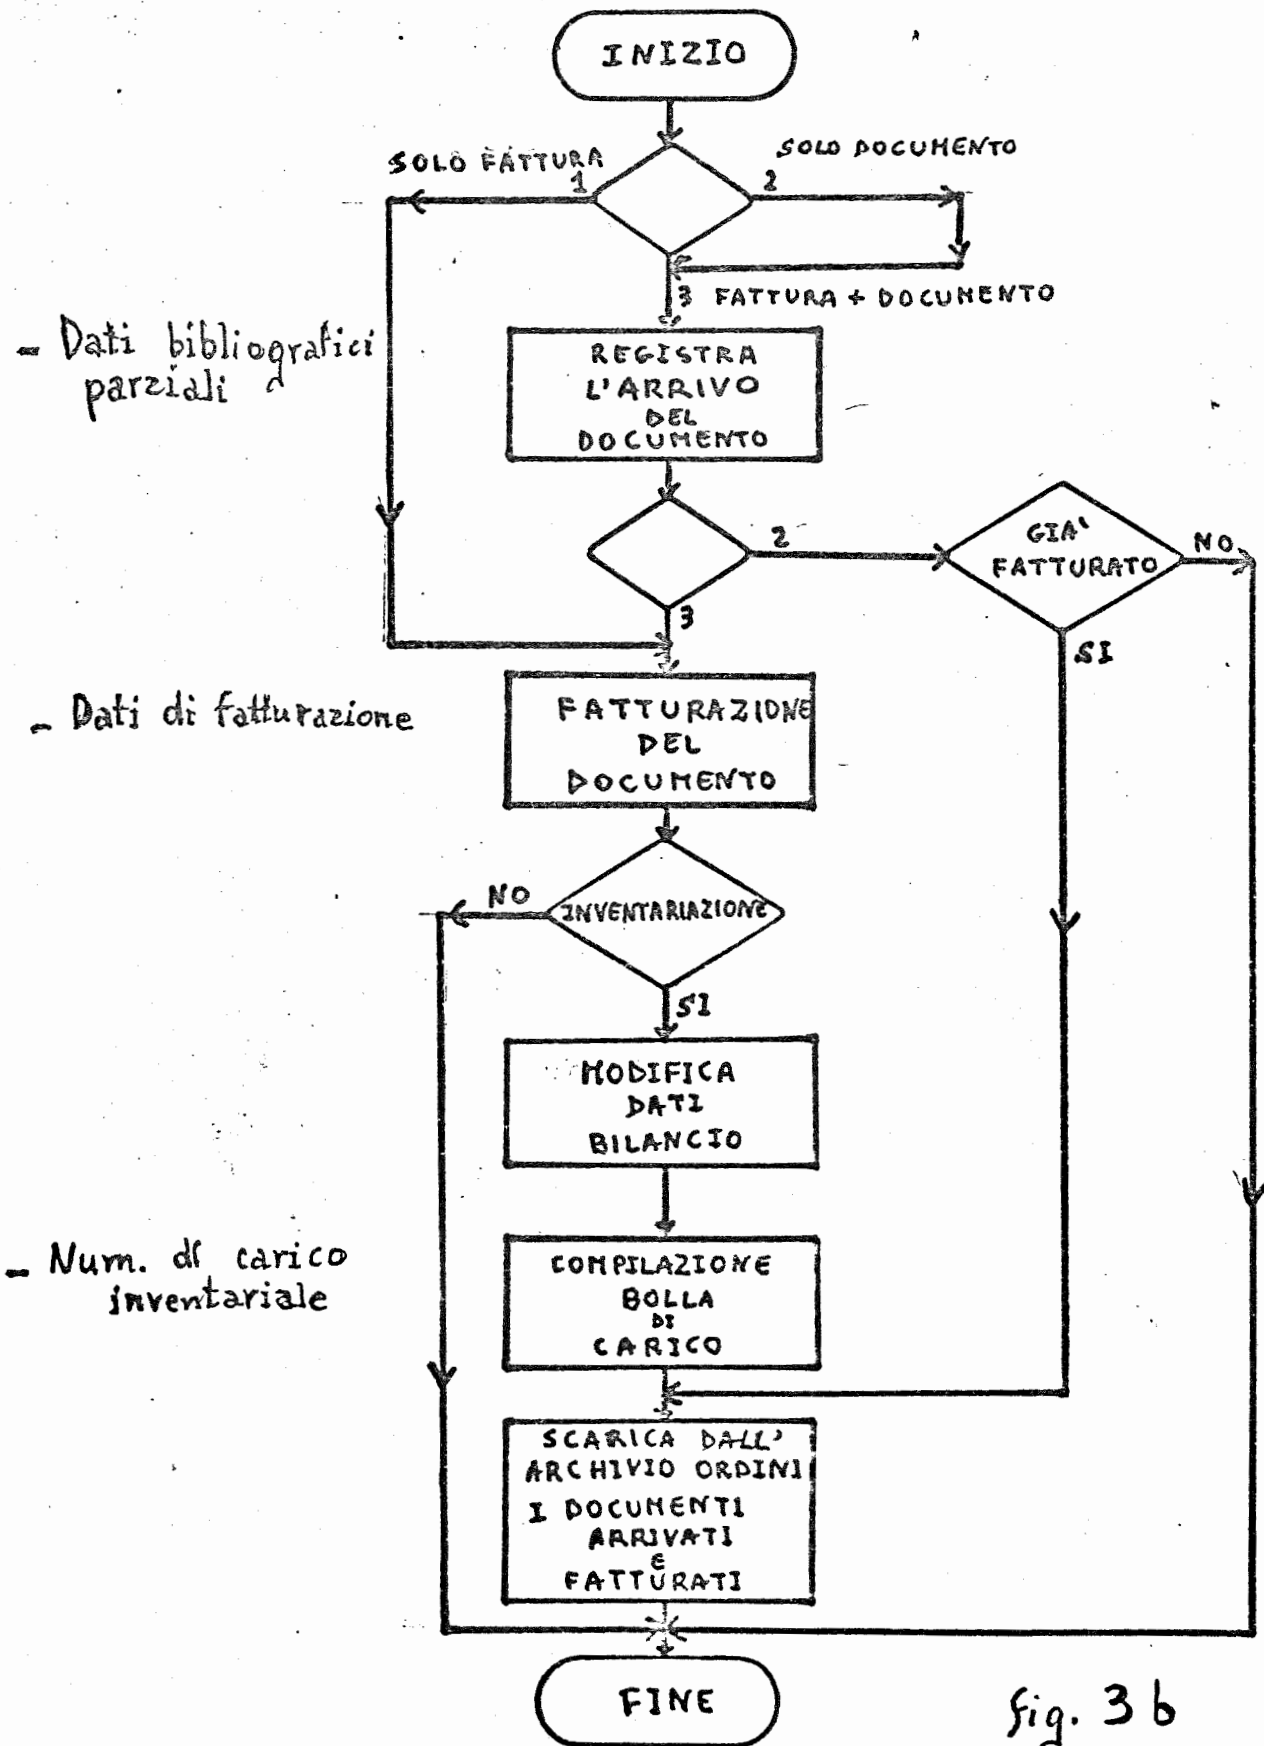 INIZIO
SOLO FATTURA
1
SOLO DOCUMENTO
2
3 FATTURA + DOCUMENTO
- Dati bibliografici
parziali
REGISTRA
L'ARRIVO
DEL
DOCUMENTO
2
GIA'
FATTURATO
NO
3
SI
- Dati di fatturazione
FATTURAZIONE
DEL
DOCUMENTO
NO
INVENTARIAZIONE
SI
MODIFICA
DATI
BILANCIO
- Num. di carico
inventariale
COMPILAZIONE
BOLLA
DI
CARICO
SCARICA DALL'
ARCHIVIO ORDINI
I DOCUMENTI
ARRIVATI
E
FATTURATI
FINE
fig. 3 b